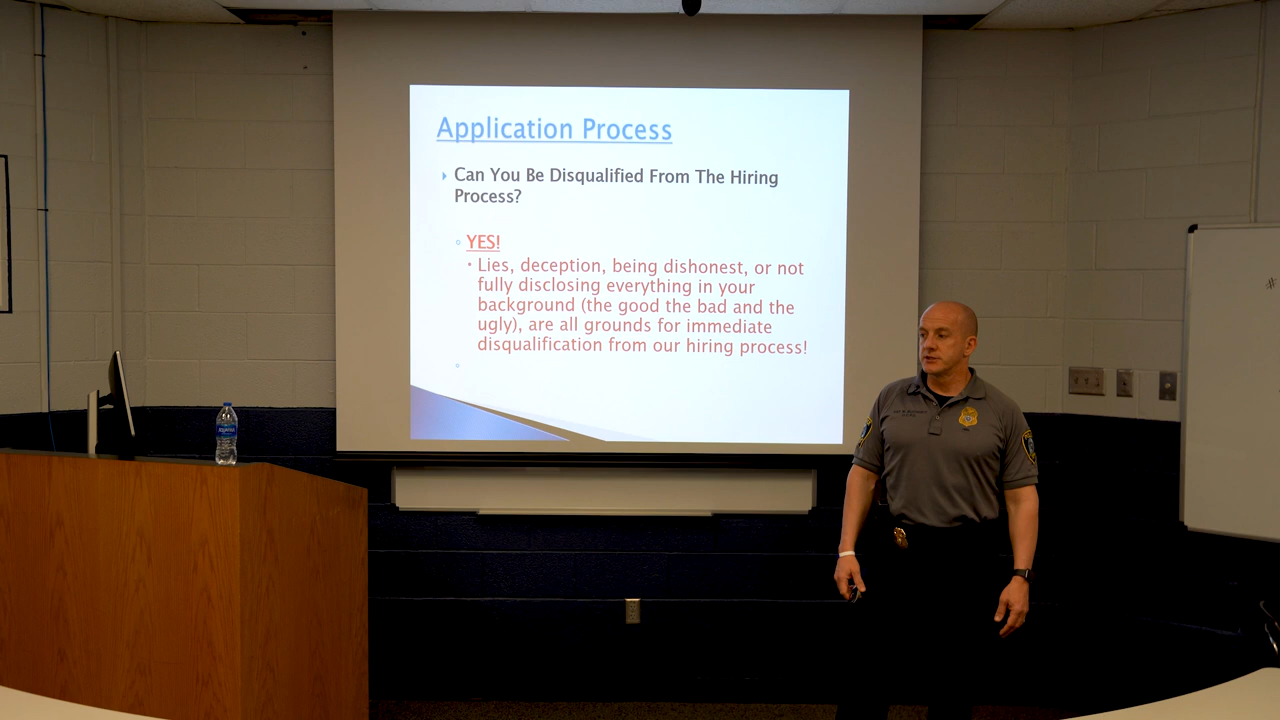 Application Process
Can You Be Disqualified From The Hiring
Process?
YES!
Lies, deception, being dishonest, or not
fully disclosing everything in your
background (the good the bad and the
ugly), are all grounds for immediate
disqualification from our hiring process!